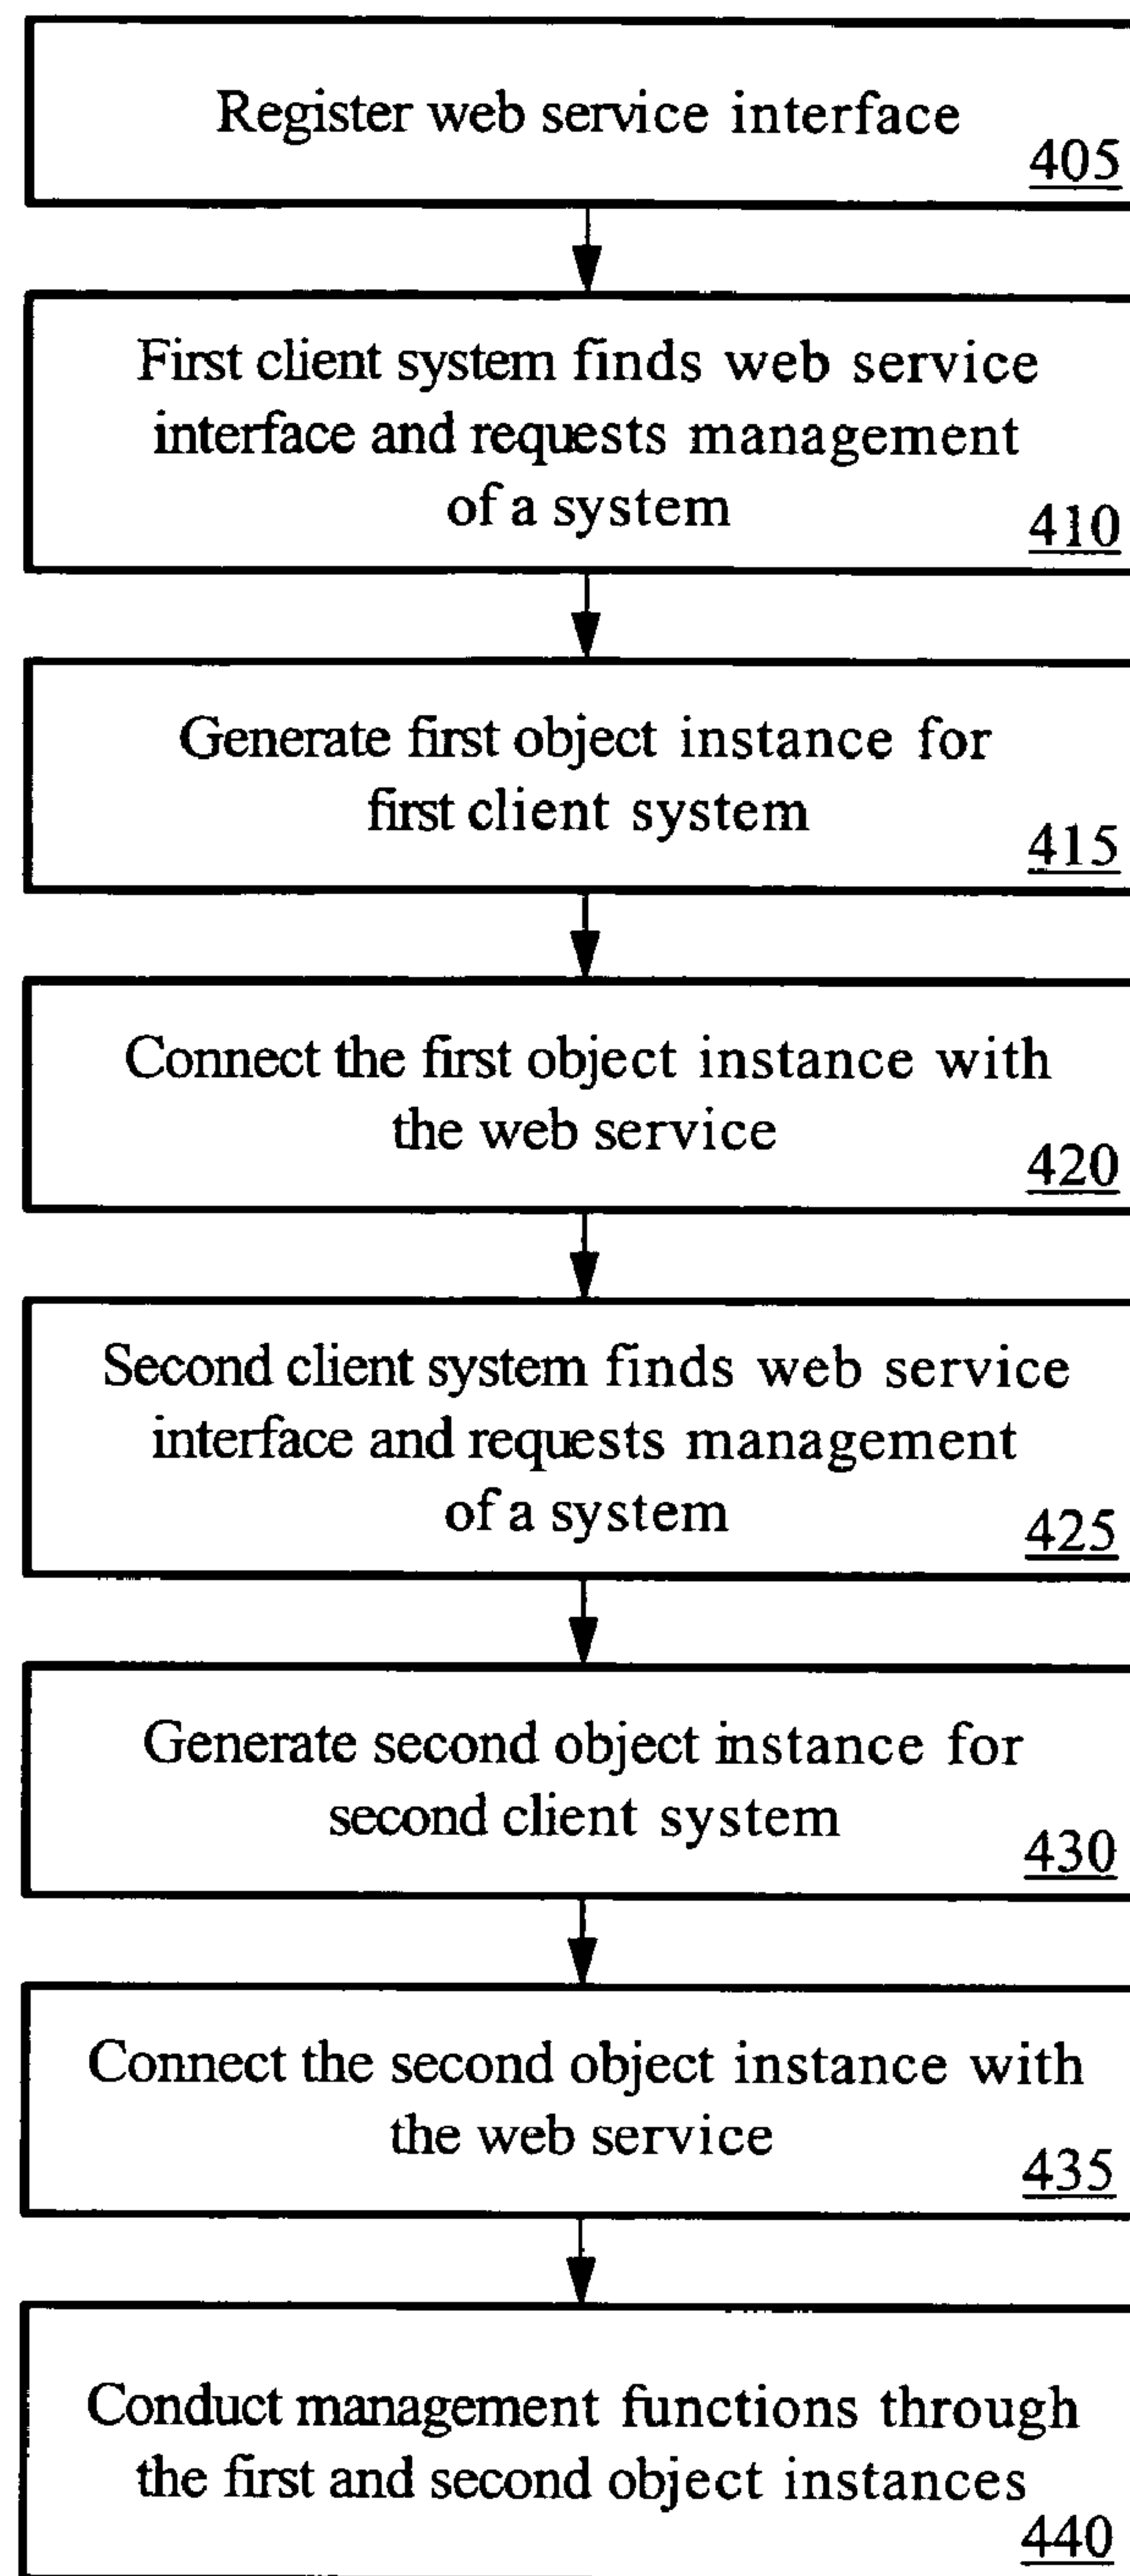 Register web service interface
405
First client system finds web service
interface and requests management
of a system
410
Generate first object instance for
first client system
415
Connect the first object instance with
the web service
420
Second client system finds web service
interface and requests management
of a system
425
Generate second object instance for
second client system
430
Connect the second object instance with
the web service
435
Conduct management functions through
the first and second object instances
440